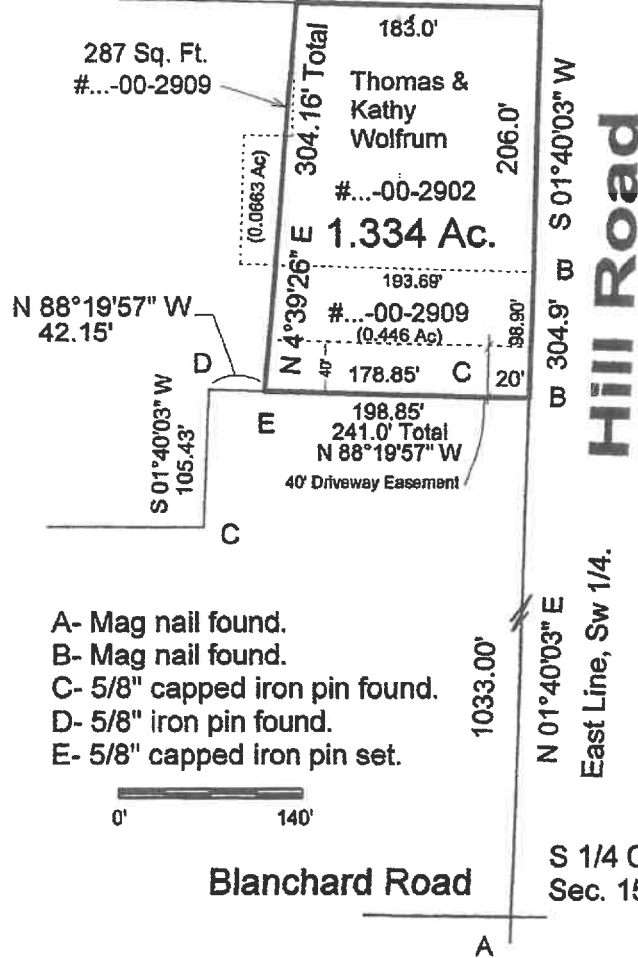 183.0'
287 Sq. Ft.
#...-00-2909
304.16' Total
Thomas &
Kathy
Wolfrum
206.0'
S 01°40'03" W
Hill Road
(0.0663 Ac)
#...-00-2902
1.334 Ac.
N 4°39'26" E
193.69'
B
#...-00-2909
(0.446 Ac)
98.90'
304.9'
N 88°19'57" W
42.15'
D
40'
178.85'
C
20'
B
E
198.85'
241.0' Total
N 88°19'57" W
40' Driveway Easement
S 01°40'03" W
105.43'
C
A- Mag nail found.
B- Mag nail found.
C- 5/8" capped iron pin found.
D- 5/8" iron pin found.
E- 5/8" capped iron pin set.
1033.00'
N 01°40'03" E
East Line, Sw 1/4.
0'
140'
Blanchard Road
S 1/4 C
Sec. 15
A